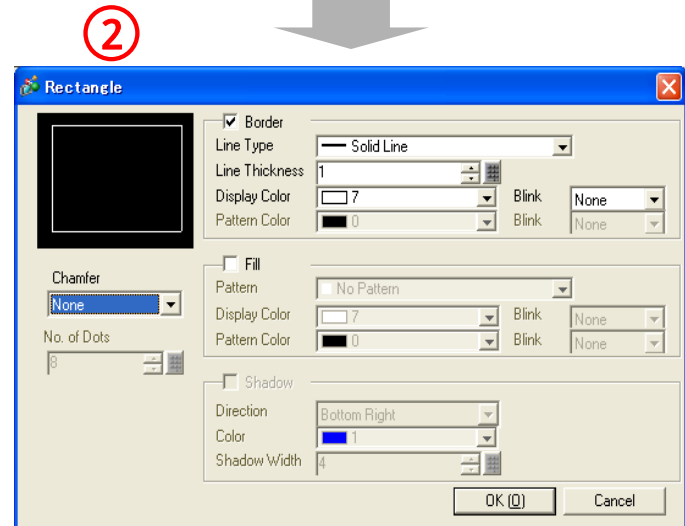 2
Rectangle
Border
Line Type Solid Line
Line Thickness 1
Display Color 7 Blink None
Pattern Color 0 Blink None
Chamfer
None
No. of Dots
8
Fill
Pattern No Pattern
Display Color 7 Blink None
Pattern Color 0 Blink None
Shadow
Direction Bottom Right
Color 1
Shadow Width 4
OK (O) Cancel